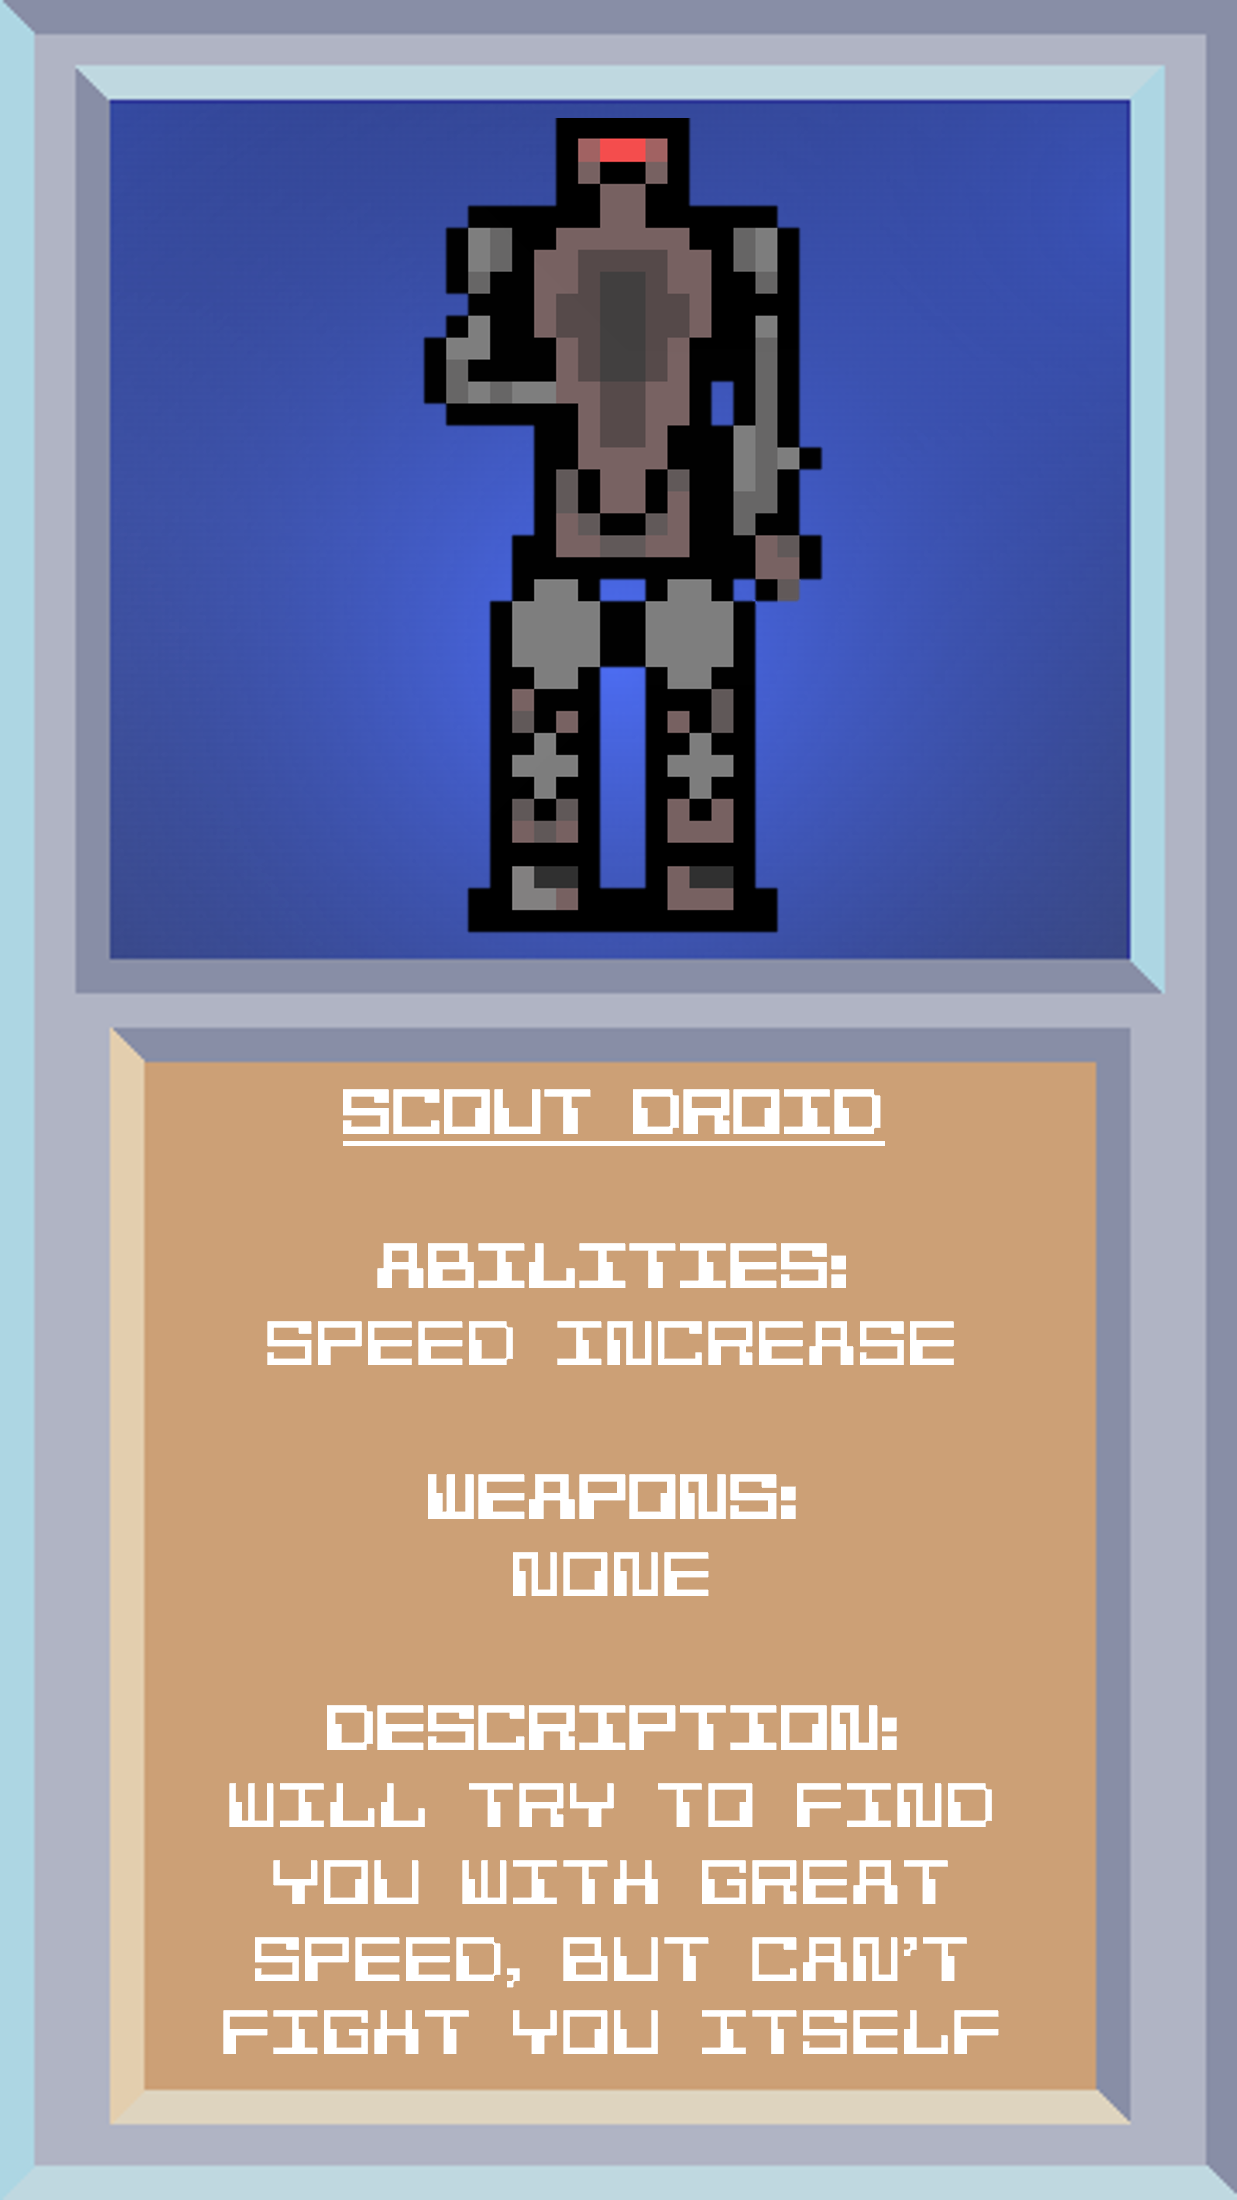 SCOUT DROID
ABILITIES:
SPEED INCREASE
WEAPONS:
NONE
DESCRIPTION:
WILL TRY TO FIND
YOU WITH GREAT
SPEED, BUT CAN'T
FIGHT YOU ITSELF